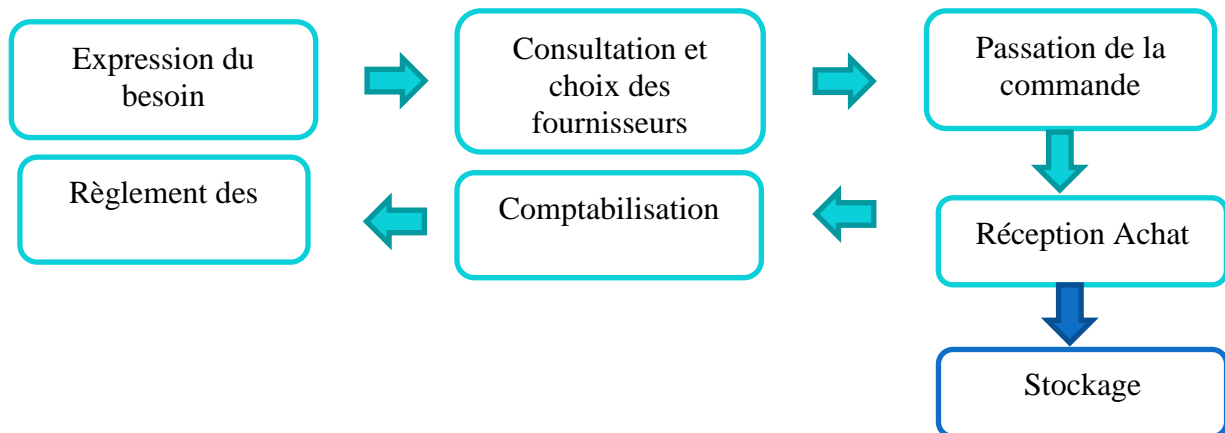 Expression du
besoin
Consultation et
choix des
fournisseurs
Passation de la
commande
Règlement des
Comptabilisation
Réception Achat
Stockage